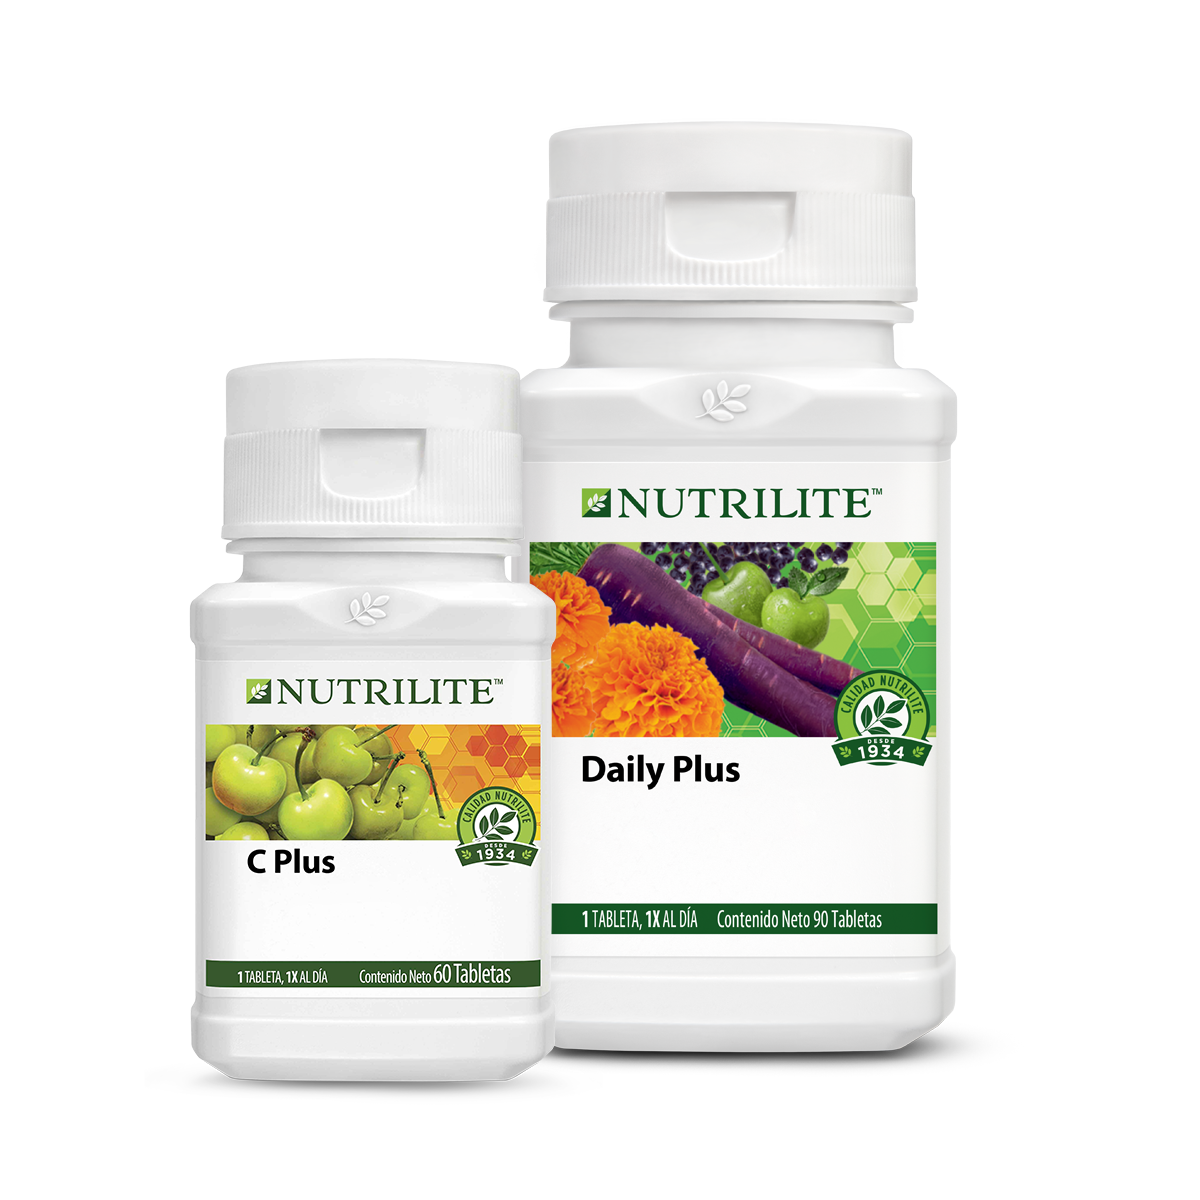 NUTRILITE™
C Plus
CALIDAD NUTRILITE
DESDE
1934
1 TABLETA, 1X AL DÍA Contenido Neto 60 Tabletas
NUTRILITE™
CALIDAD NUTRILITE
DESDE
1934
Daily Plus
1 TABLETA, 1X AL DÍA Contenido Neto 90 Tabletas